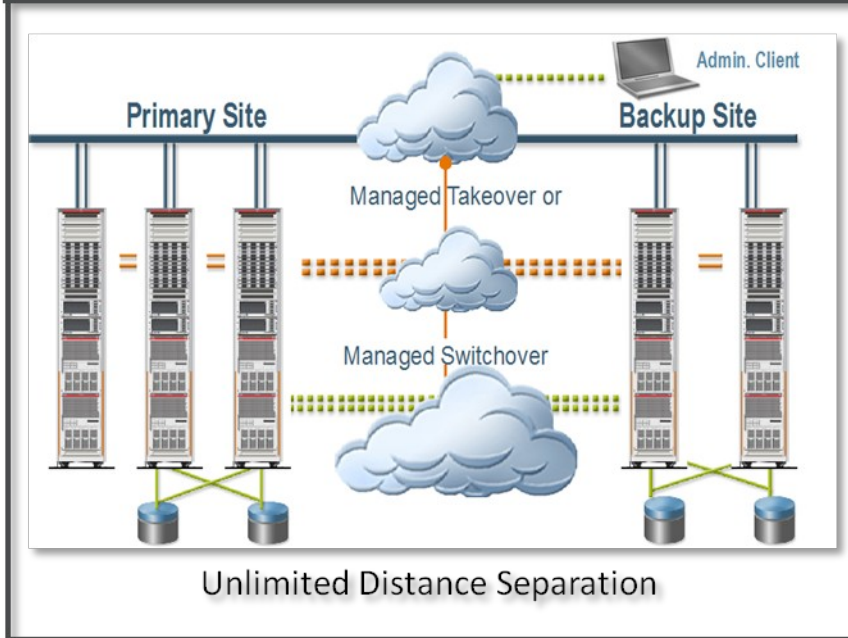 Admin. Client
Primary Site
Backup Site
Managed Takeover or
Managed Switchover
Unlimited Distance Separation